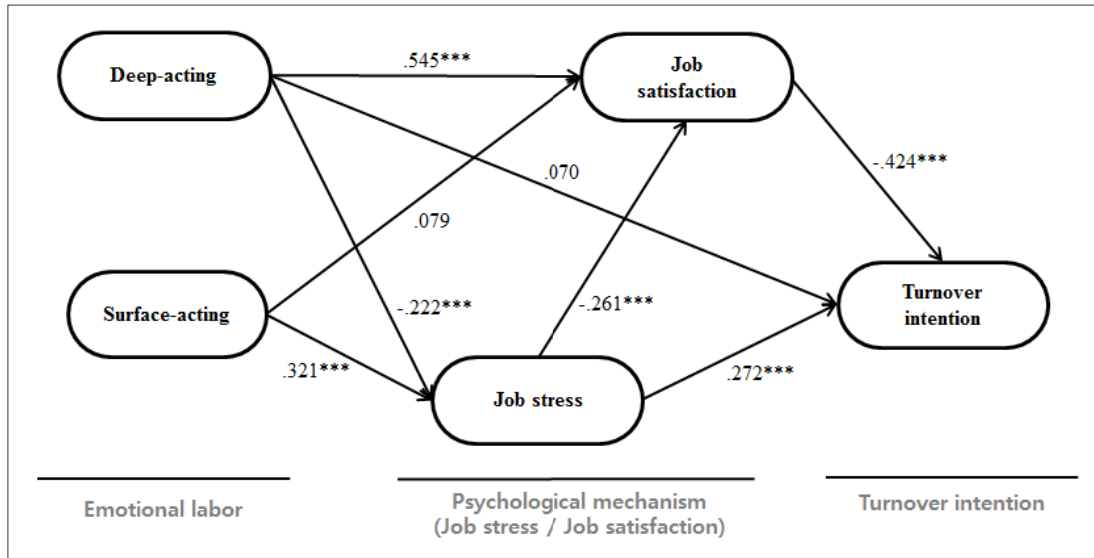 Deep-acting
.545***
Job
satisfaction
.070
-.424***
.079
Surface-acting
-.222***
-.261***
Turnover
intention
.321***
Job stress
.272***
Emotional labor
Psychological mechanism
(Job stress / Job satisfaction)
Turnover intention